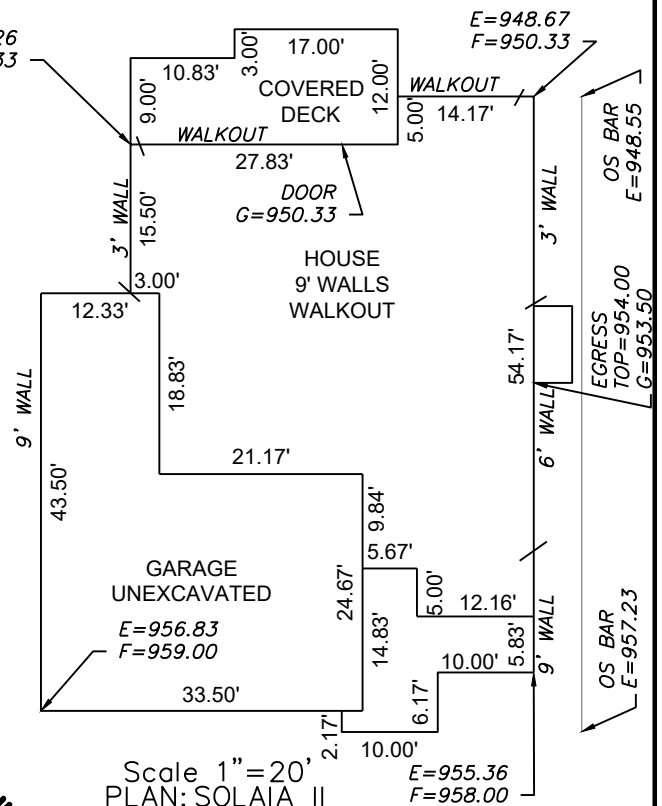 E=948.67
F=950.33
26
33
17.00'
3.00'
10.83'
9.00'
COVERED
DECK
12.00'
WALKOUT
5.00'
14.17'
WALKOUT
27.83'
OS BAR
E=948.55
3' WALL
15.50'
DOOR
G=950.33
3' WALL
HOUSE
9' WALLS
WALKOUT
3.00'
12.33'
EGRESS
TOP=954.00
G=953.50
54.17'
9' WALL
43.50'
18.83'
6' WALL
21.17'
9.84'
5.67'
GARAGE
UNEXCAVATED
24.67'
5.00'
12.16'
E=956.83
F=959.00
14.83'
5.83'
9' WALL
OS BAR
E=957.23
10.00'
33.50'
6.17'
2.17'
10.00'
Scale 1"=20'
PLAN: SOLAIA II
E=955.36
F=958.00